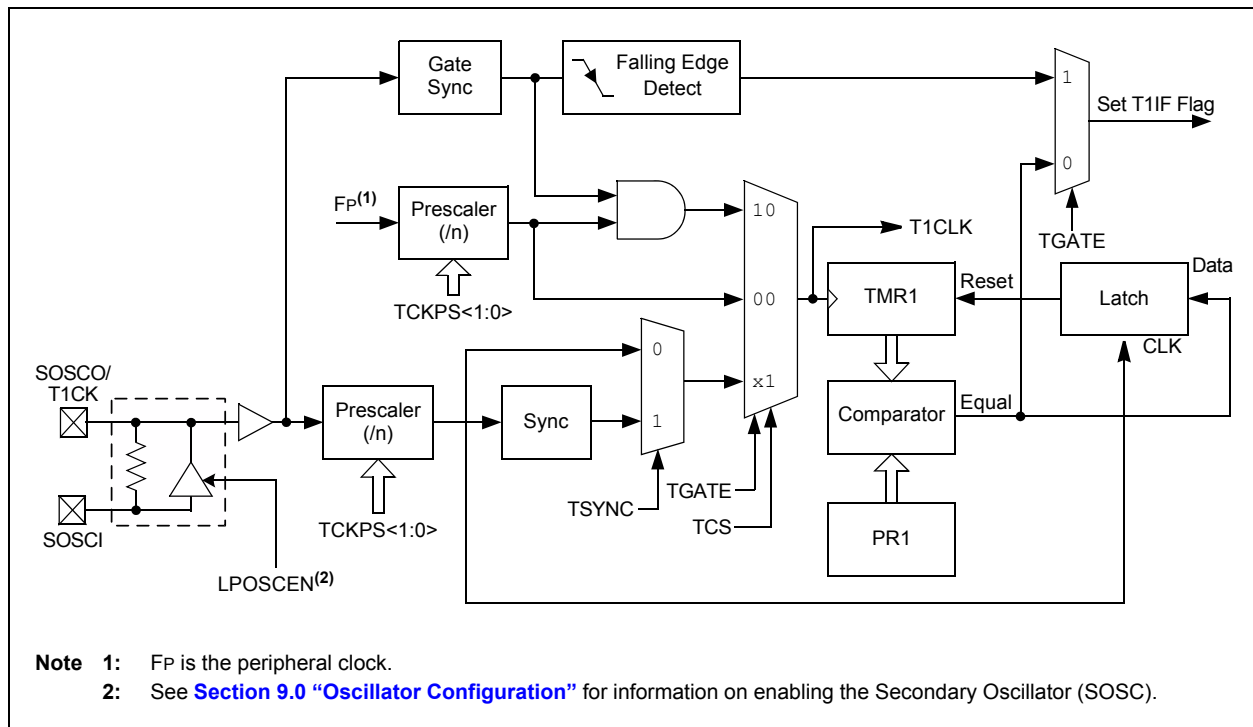 Gate
Sync
Falling Edge
Detect
1
Set T1IF Flag
0
FP(1)
Prescaler
(/n)
10
TGATE
T1CLK
TCKPS<1:0>
00
TMR1
Reset
Latch
Data
CLK
SOSCO/
T1CK
0
x1
Prescaler
(/n)
Sync
1
Comparator
Equal
SOSCI
TCKPS<1:0>
TSYNC
TGATE
TCS
PR1
LPOSCEN(2)
Note 1: FP is the peripheral clock.
2: See Section 9.0 “Oscillator Configuration” for information on enabling the Secondary Oscillator (SOSC).